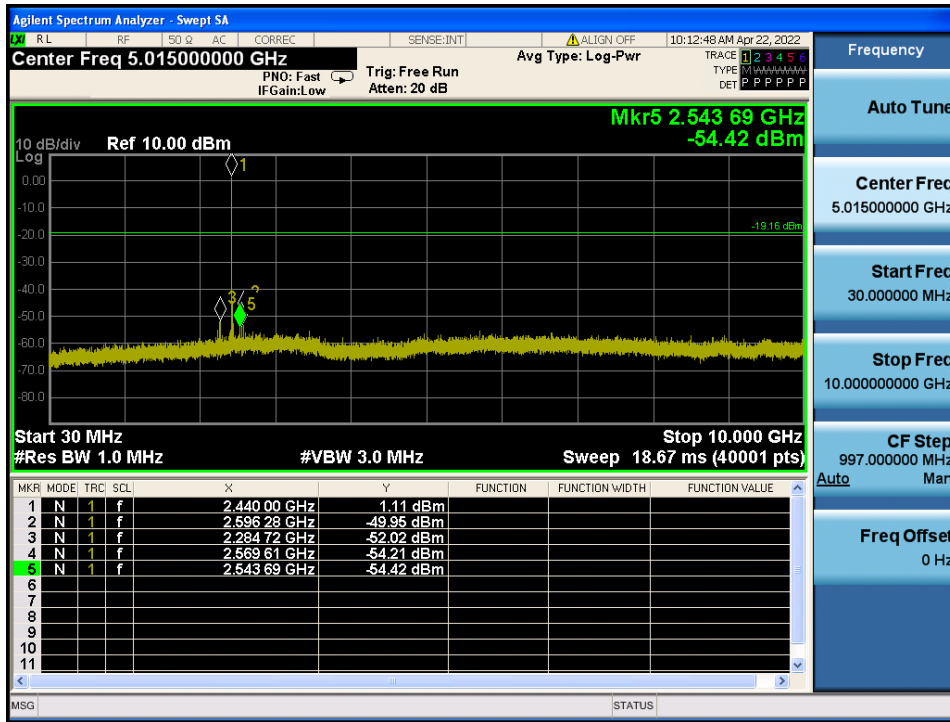 Agilent Spectrum Analyzer - Swept SA
LXI RL RF 50 Ω AC CORREC SENSE:INT ALIGN OFF 10:12:48 AM Apr 22, 2022
Center Freq 5.015000000 GHz
PNO: Fast
IFGain:Low
Trig: Free Run
Atten: 20 dB
Avg Type: Log-Pwr
TRACE 1 2 3 4 5 6
TYPE M WWWWW
DET P P P P P P
Mkr5 2.543 69 GHz
-54.42 dBm
10 dB/div Ref 10.00 dBm
Log
1
0.00
-10.0
-19.16 dBm
-20.0
-30.0
-40.0
3
5
-50.0
-60.0
-70.0
-80.0
Start 30 MHz Stop 10.000 GHz
#Res BW 1.0 MHz #VBW 3.0 MHz Sweep 18.67 ms (40001 pts)
MKR MODE TRC SCL X Y FUNCTION FUNCTION WIDTH FUNCTION VALUE
1 N 1 f 2.440 00 GHz 1.11 dBm
2 N 1 f 2.596 28 GHz -49.95 dBm
3 N 1 f 2.284 72 GHz -52.02 dBm
4 N 1 f 2.569 61 GHz -54.21 dBm
5 N 1 f 2.543 69 GHz -54.42 dBm
6
7
8
9
10
11
MSG STATUS
Frequency
Auto Tune
Center Freq
5.015000000 GHz
Start Freq
30.000000 MHz
Stop Freq
10.000000000 GHz
CF Step
997.000000 MHz
Auto Man
Freq Offset
0 Hz